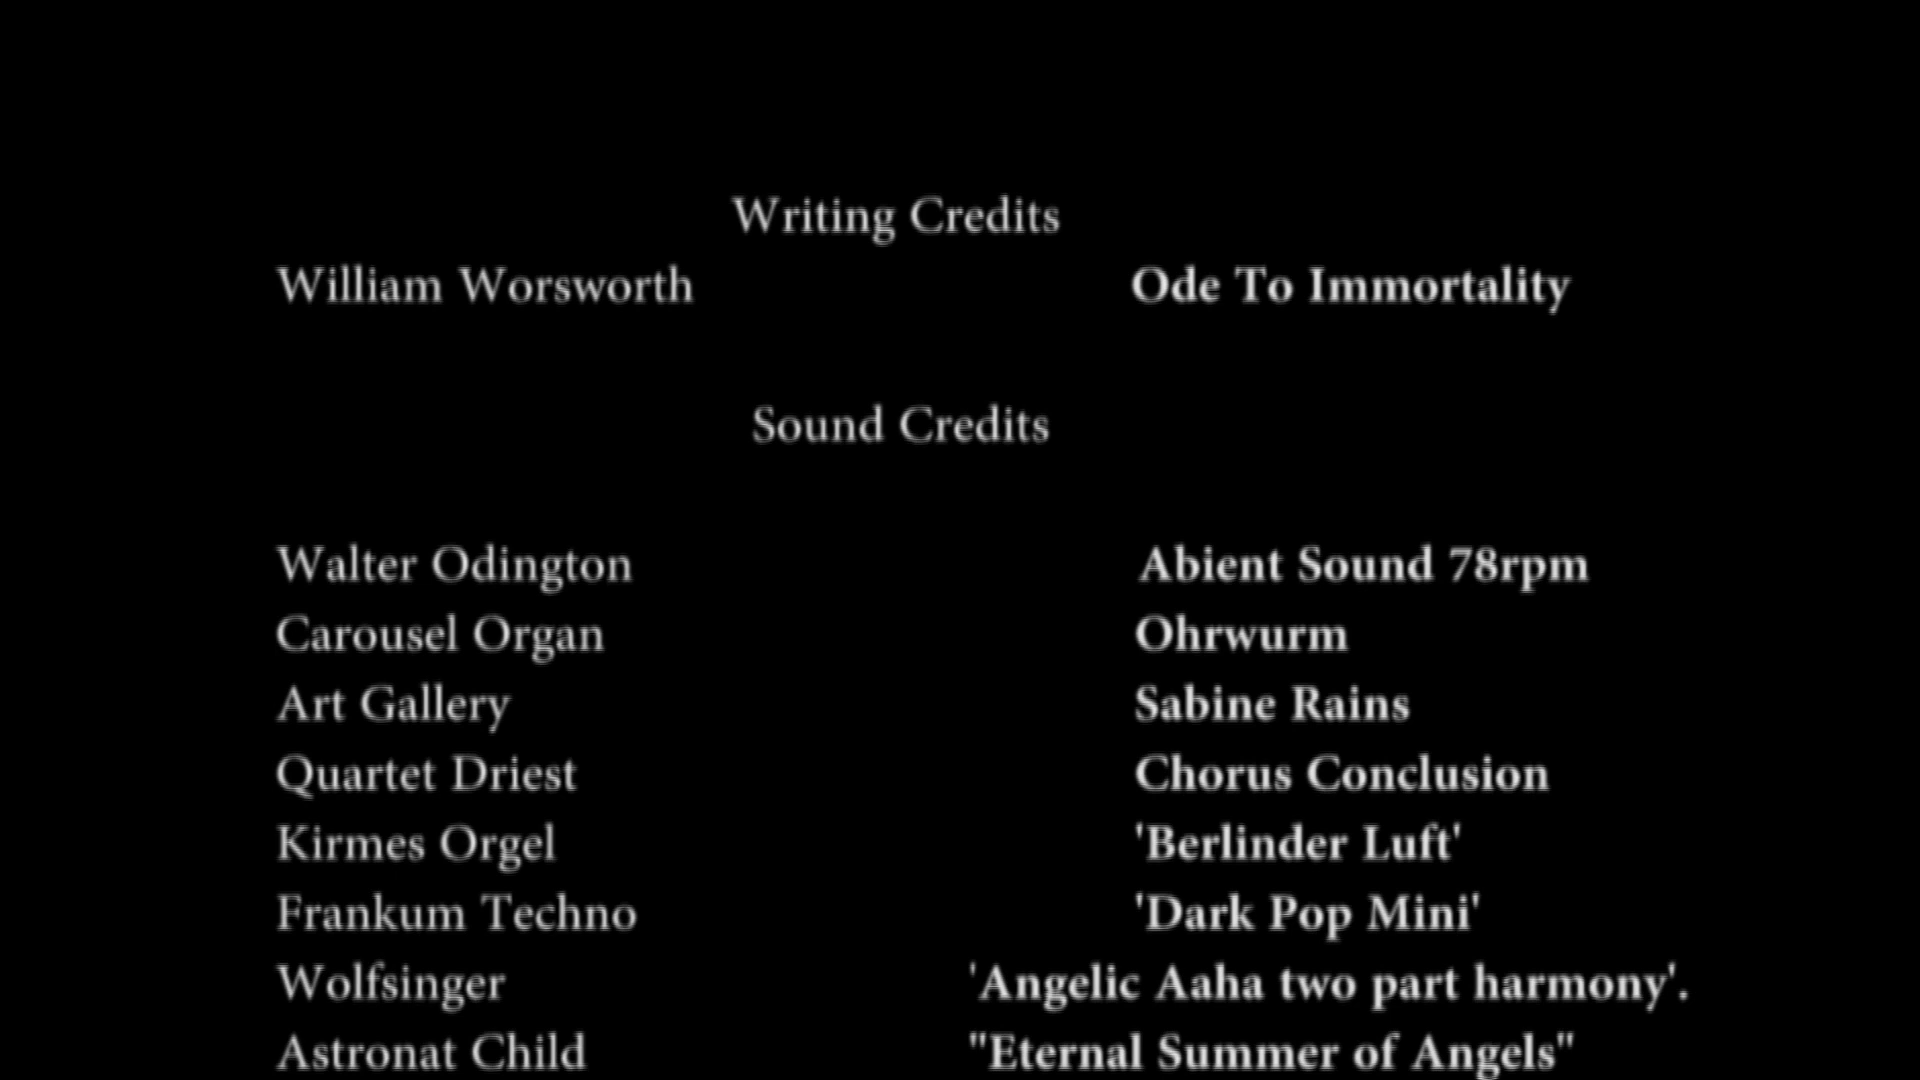 Writing Credits
William Worsworth Ode To Immortality
Sound Credits
Walter Odington Abient Sound 78rpm
Carousel Organ Ohrwurm
Art Gallery Sabine Rains
Quartet Driest Chorus Conclusion
Kirmes Orgel 'Berlinder Luft'
Frankum Techno 'Dark Pop Mini'
Wolfsinger 'Angelic Aaha two part harmony'.
Astronat Child "Eternal Summer of Angels"